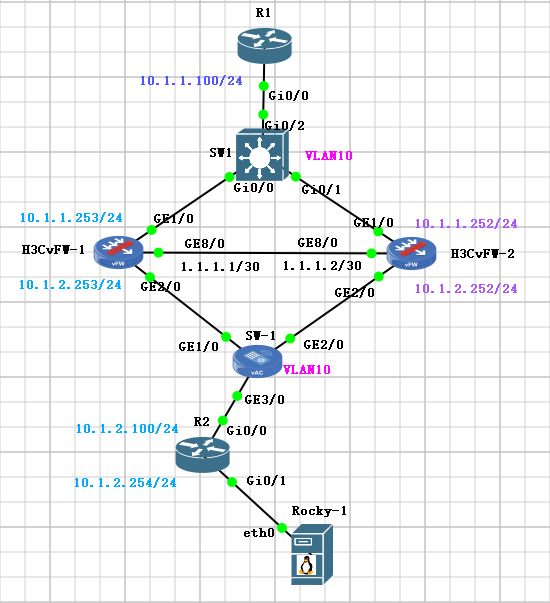 R1
10.1.1.100/24
Gi0/0
Gi0/2
SW1
VLAN10
Gi0/0
Gi0/1
10.1.1.253/24
GE1/0
GE1/0
10.1.1.252/24
H3CvFW-1
GE8/0
GE8/0
H3CvFW-2
vFW
1.1.1.1/30
1.1.1.2/30
vFW
10.1.2.253/24
GE2/0
GE2/0
10.1.2.252/24
SW-1
GE1/0
GE2/0
vAC
VLAN10
GE3/0
R2
10.1.2.100/24
Gi0/0
10.1.2.254/24
Gi0/1
Rocky-1
eth0